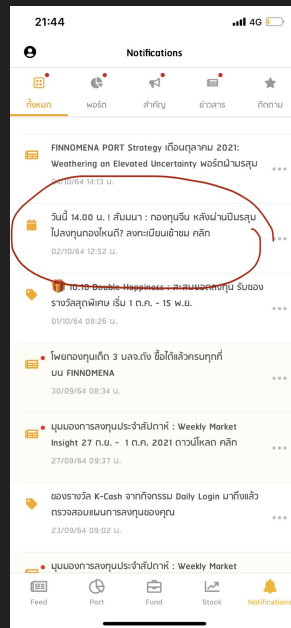 21:44
4G
Notifications
ทั้งหมด
พอร์ต
สำคัญ
ข่าวสาร
ติดตาม
FINNOMENA PORT Strategy เดือนตุลาคม 2021:
Weathering an Elevated Uncertainty พอร์ตฝ่ามรสุม
04/10/64 14:13 น.
วันนี้ 14.00 น. ! สัมมนา : กองทุนจีน หลังผ่านปีมรสุม
ไปลงทุนกองไหนดี? ลงทะเบียนเข้าชม คลิก
02/10/64 12:52 น.
🎁 10.10 Double Happiness : สะสมยอดลงทุน รับของ
รางวัลสุดพิเศษ เริ่ม 1 ต.ค. - 15 พ.ย.
01/10/64 08:26 น.
โพยกองทุนเด็ด 3 บลจ.ดัง ซื้อได้แล้วครบทุกที่
บน FINNOMENA
30/09/64 08:34 น.
มุมมองการลงทุนประจำสัปดาห์ : Weekly Market
Insight 27 ก.ย. - 1 ต.ค. 2021 ดาวน์โหลด คลิก
27/09/64 09:37 น.
ของรางวัล K-Cash จากกิจกรรม Daily Login มาถึงแล้ว
ตรวจสอบแผนการลงทุนของคุณ
23/09/64 09:02 น.
มุมมองการลงทุนประจำสัปดาห์ : Weekly Market
Feed
Port
Fund
Stock
Notifications